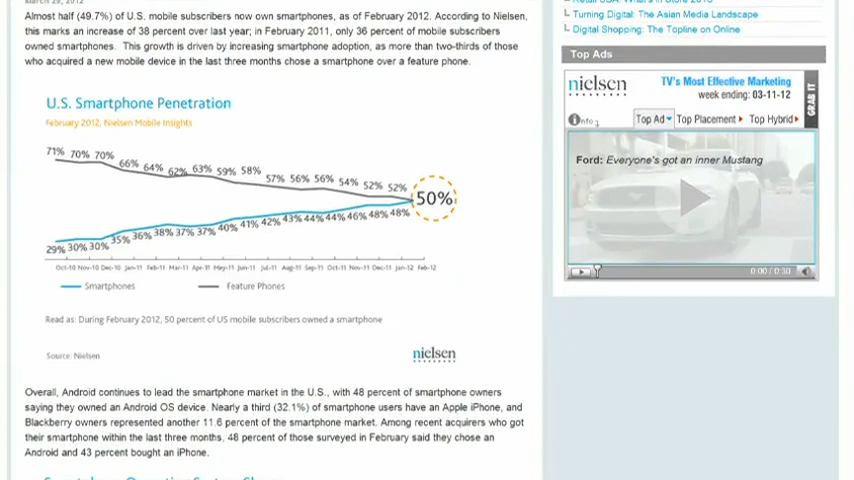 Almost half (49.7%) of U.S. mobile subscribers now own smartphones, as of February 2012. According to Nielsen,
this marks an increase of 38 percent over last year; in February 2011, only 36 percent of mobile subscribers
owned smartphones. This growth is driven by increasing smartphone adoption, as more than two-thirds of those
who acquired a new mobile device in the last three months chose a smartphone over a feature phone.
U.S. Smartphone Penetration
February 2012, Nielsen Mobile Insights
71% 70% 70% 66% 64% 62% 63% 59% 58% 57% 56% 56% 54% 52% 52%
50%
29% 30% 30% 35% 36% 38% 37% 37% 40% 41% 42% 43% 44% 44% 46% 48% 48%
Oct-10 Nov-10 Dec-10 Jan-11 Feb-11 Mar-11 Apr-11 May-11 Jun-11 Jul-11 Aug-11 Sep-11 Oct-11 Nov-11 Dec-11 Jan-12 Feb-12
Smartphones Feature Phones
Read as: During February 2012, 50 percent of US mobile subscribers owned a smartphone
Source: Nielsen
nielsen
Overall, Android continues to lead the smartphone market in the U.S., with 48 percent of smartphone owners
saying they owned an Android OS device. Nearly a third (32.1%) of smartphone users have an Apple iPhone, and
Blackberry owners represented another 11.6 percent of the smartphone market. Among recent acquirers who got
their smartphone within the last three months, 48 percent of those surveyed in February said they chose an
Android and 43 percent bought an iPhone.
Turning Digital: The Asian Media Landscape
Digital Shopping: The Topline on Online
Top Ads
nielsen
TV's Most Effective Marketing
week ending: 03-11-12
GRAB IT
Info
Top Ad Top Placement Top Hybrid
Ford: Everyone's got an inner Mustang
0:00 / 0:30